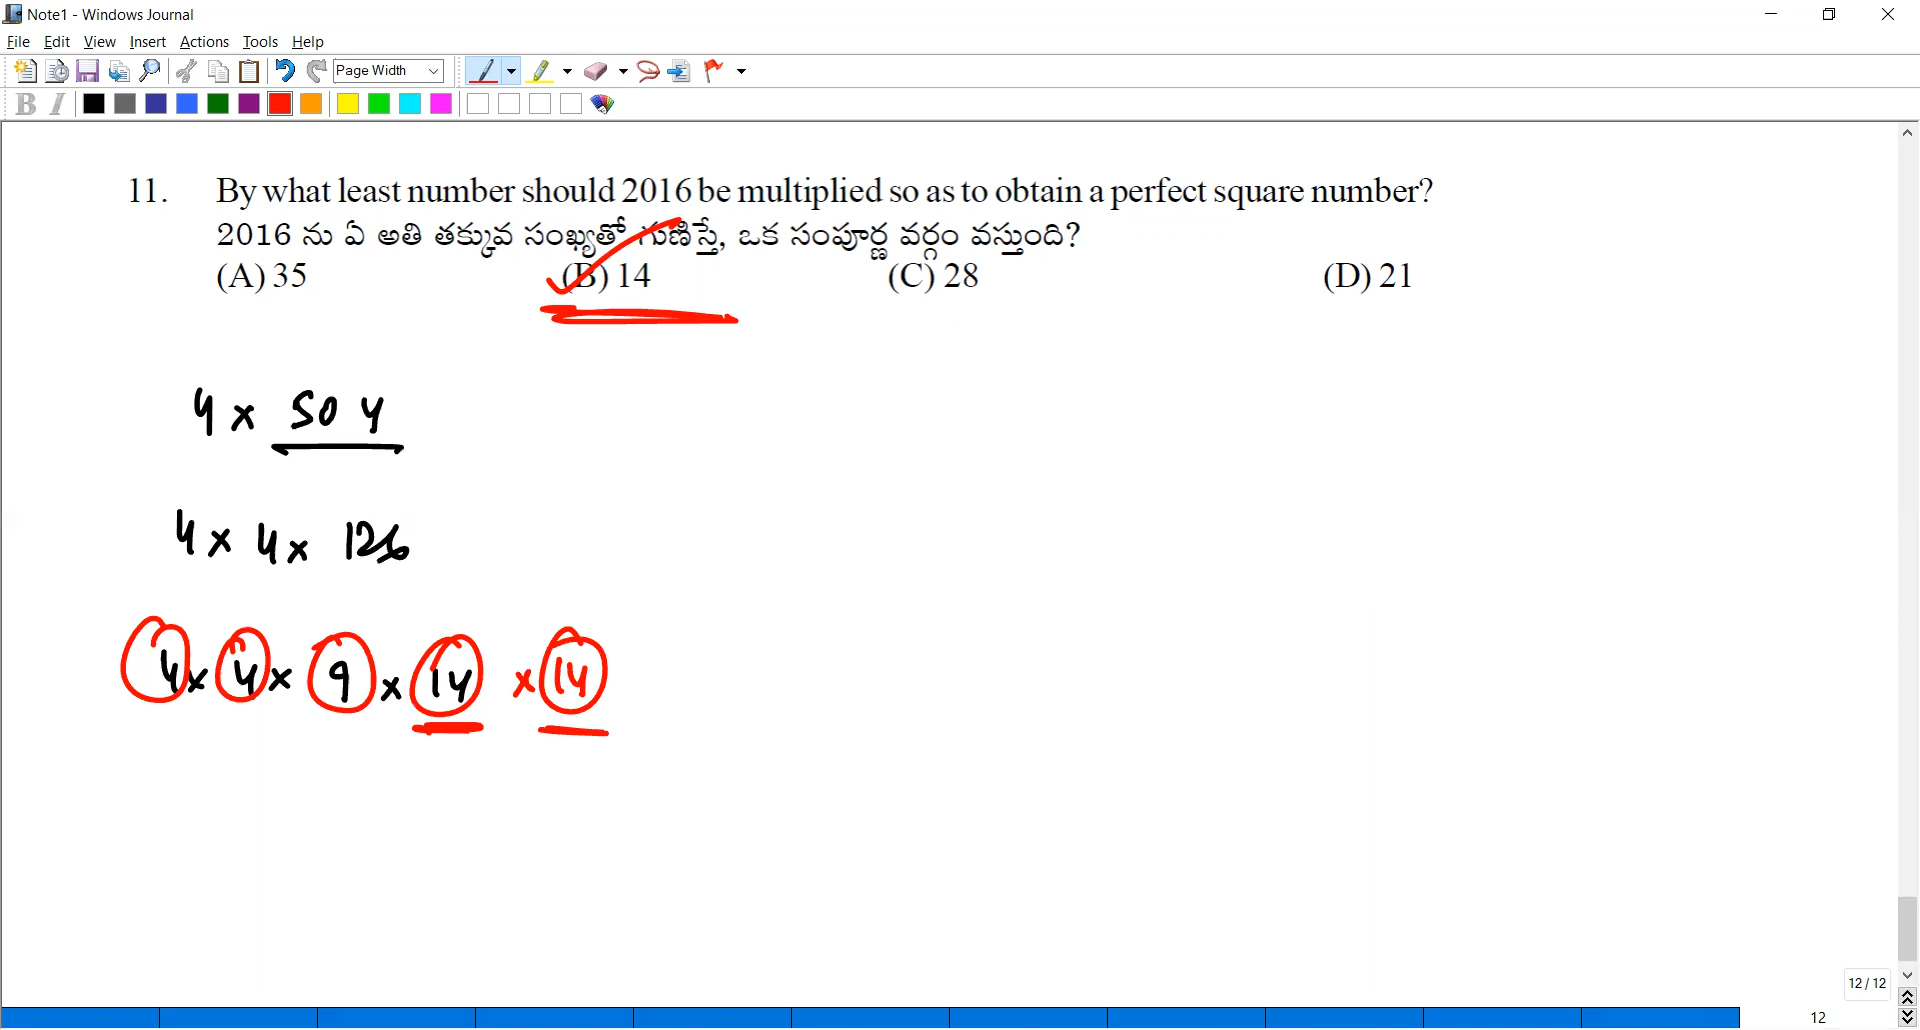 Note1 - Windows Journal
File Edit View Insert Actions Tools Help
Page Width
B I
11. By what least number should 2016 be multiplied so as to obtain a perfect square number?
2016 ను ఏ అతి తక్కువ సంఖ్యతో గుణిస్తే, ఒక సంపూర్ణ వర్గం వస్తుంది?
(A) 35 (B) 14 (C) 28 (D) 21
4 x 504
4 x 4 x 126
4 x 4 x 9 x 14 x 14
12 / 12
12